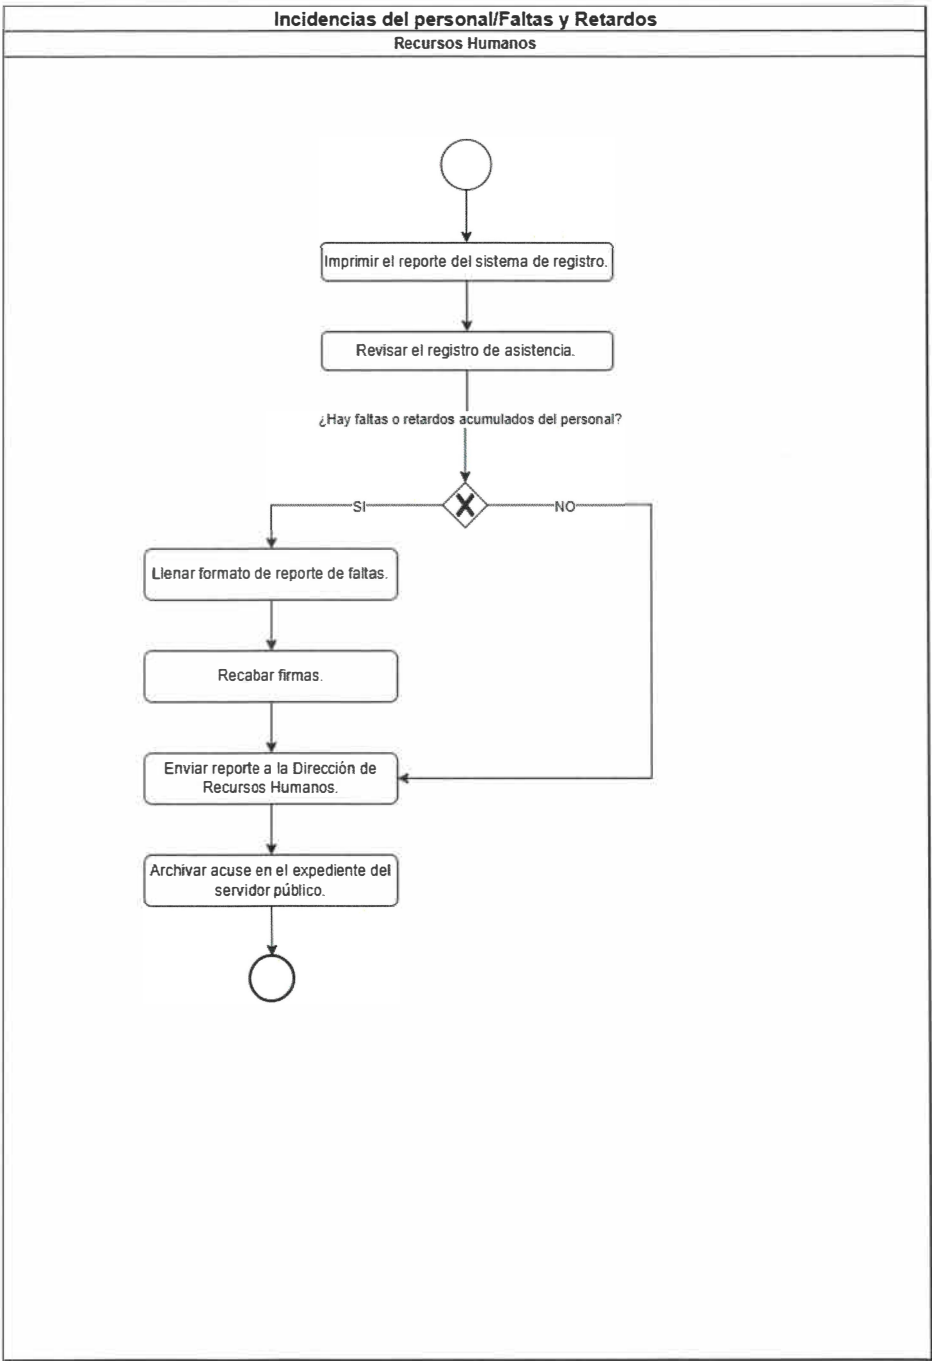 Incidencias del personal/Faltas y Retardos
Recursos Humanos
Imprimir el reporte del sistema de registro.
Revisar el registro de asistencia.
¿Hay faltas o retardos acumulados del personal?
SI
NO
Llenar formato de reporte de faltas.
Recabar firmas.
Enviar reporte a la Dirección de
Recursos Humanos.
Archivar acuse en el expediente del
servidor público.